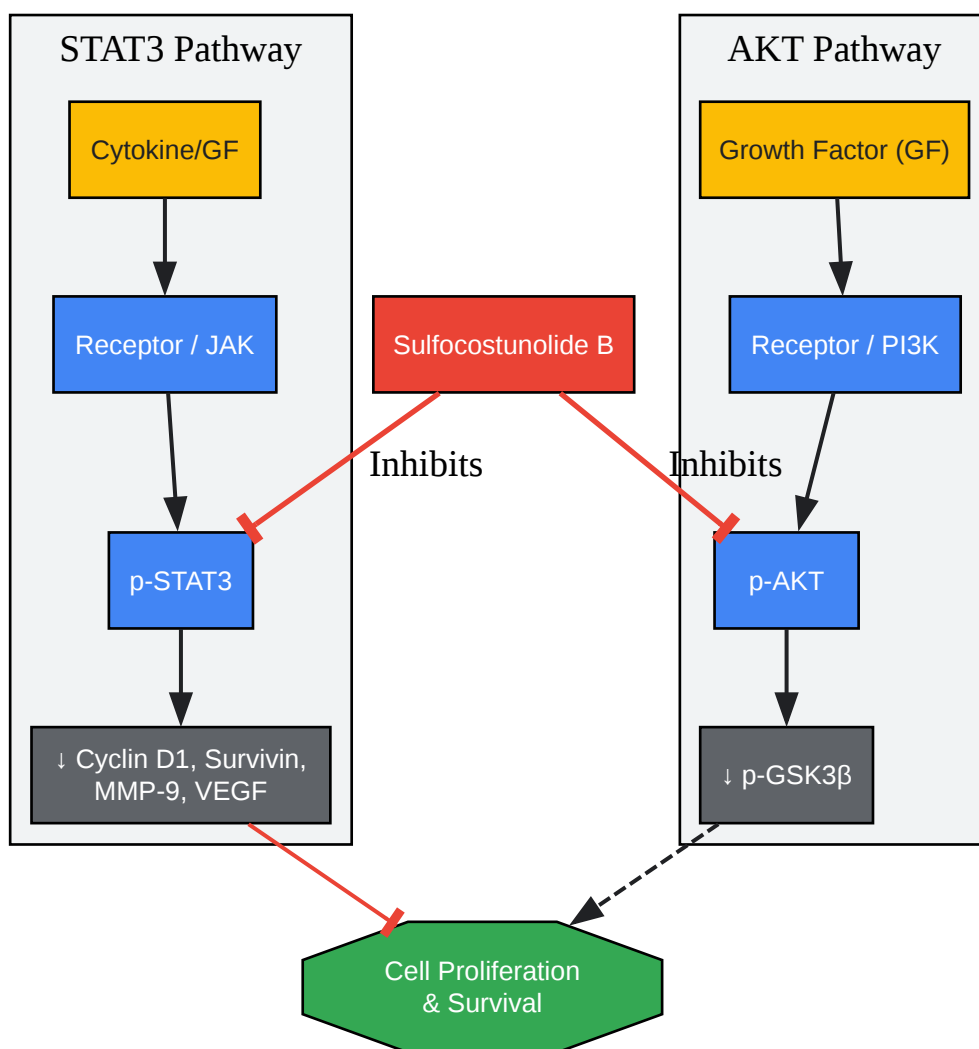 STAT3 Pathway
AKT Pathway
Cytokine/GF
Growth Factor (GF)
Receptor / JAK
Sulfocostunolide B
Receptor / PI3K
Inhibits
Inhibits
p-STAT3
p-AKT
↓ Cyclin D1, Survivin,
MMP-9, VEGF
↓ p-GSK3β
Cell Proliferation
& Survival